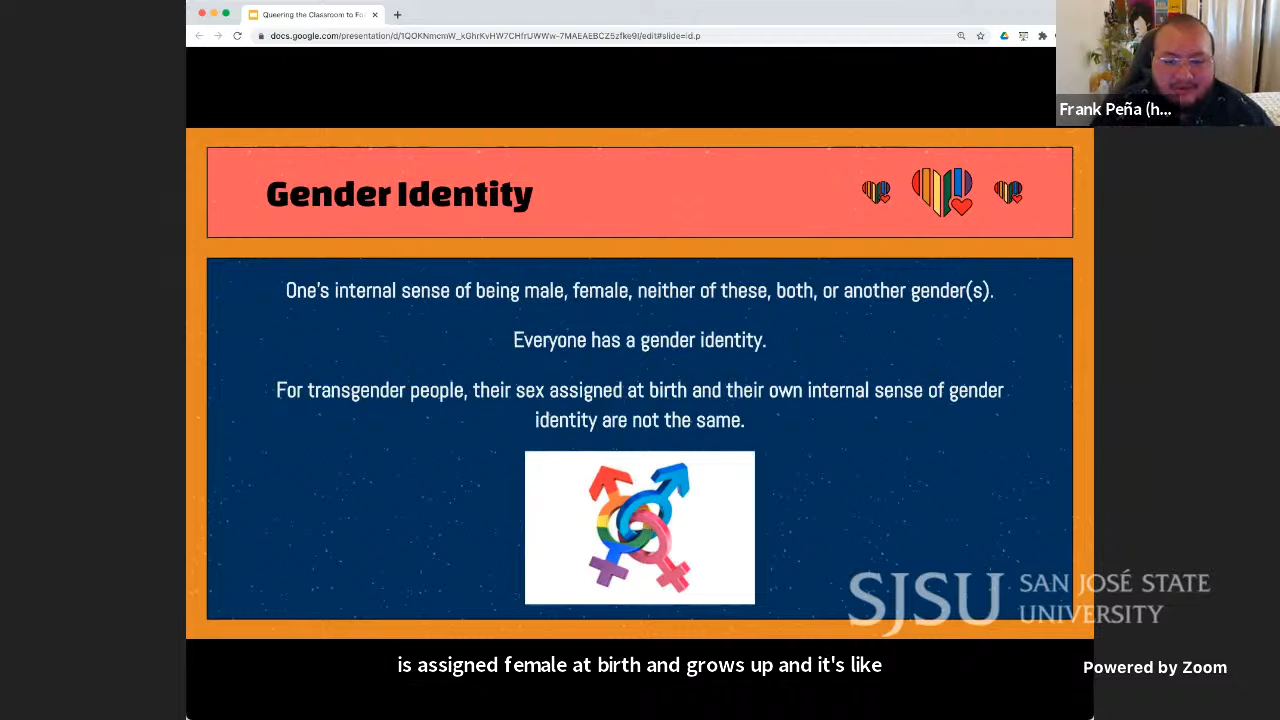 Queering the Classroom to Fo
docs.google.com/presentation/d/1QOKNmcmW_kGhrKvHW7CHfrUWWw-7MAEAEBCZ5zfke9I/edit#slide=id.p
Frank Peña (h...
Gender Identity
One's internal sense of being male, female, neither of these, both, or another gender(s).
Everyone has a gender identity.
For transgender people, their sex assigned at birth and their own internal sense of gender
identity are not the same.
SJSU SAN JOSÉ STATE
UNIVERSITY
is assigned female at birth and grows up and it's like
Powered by Zoom